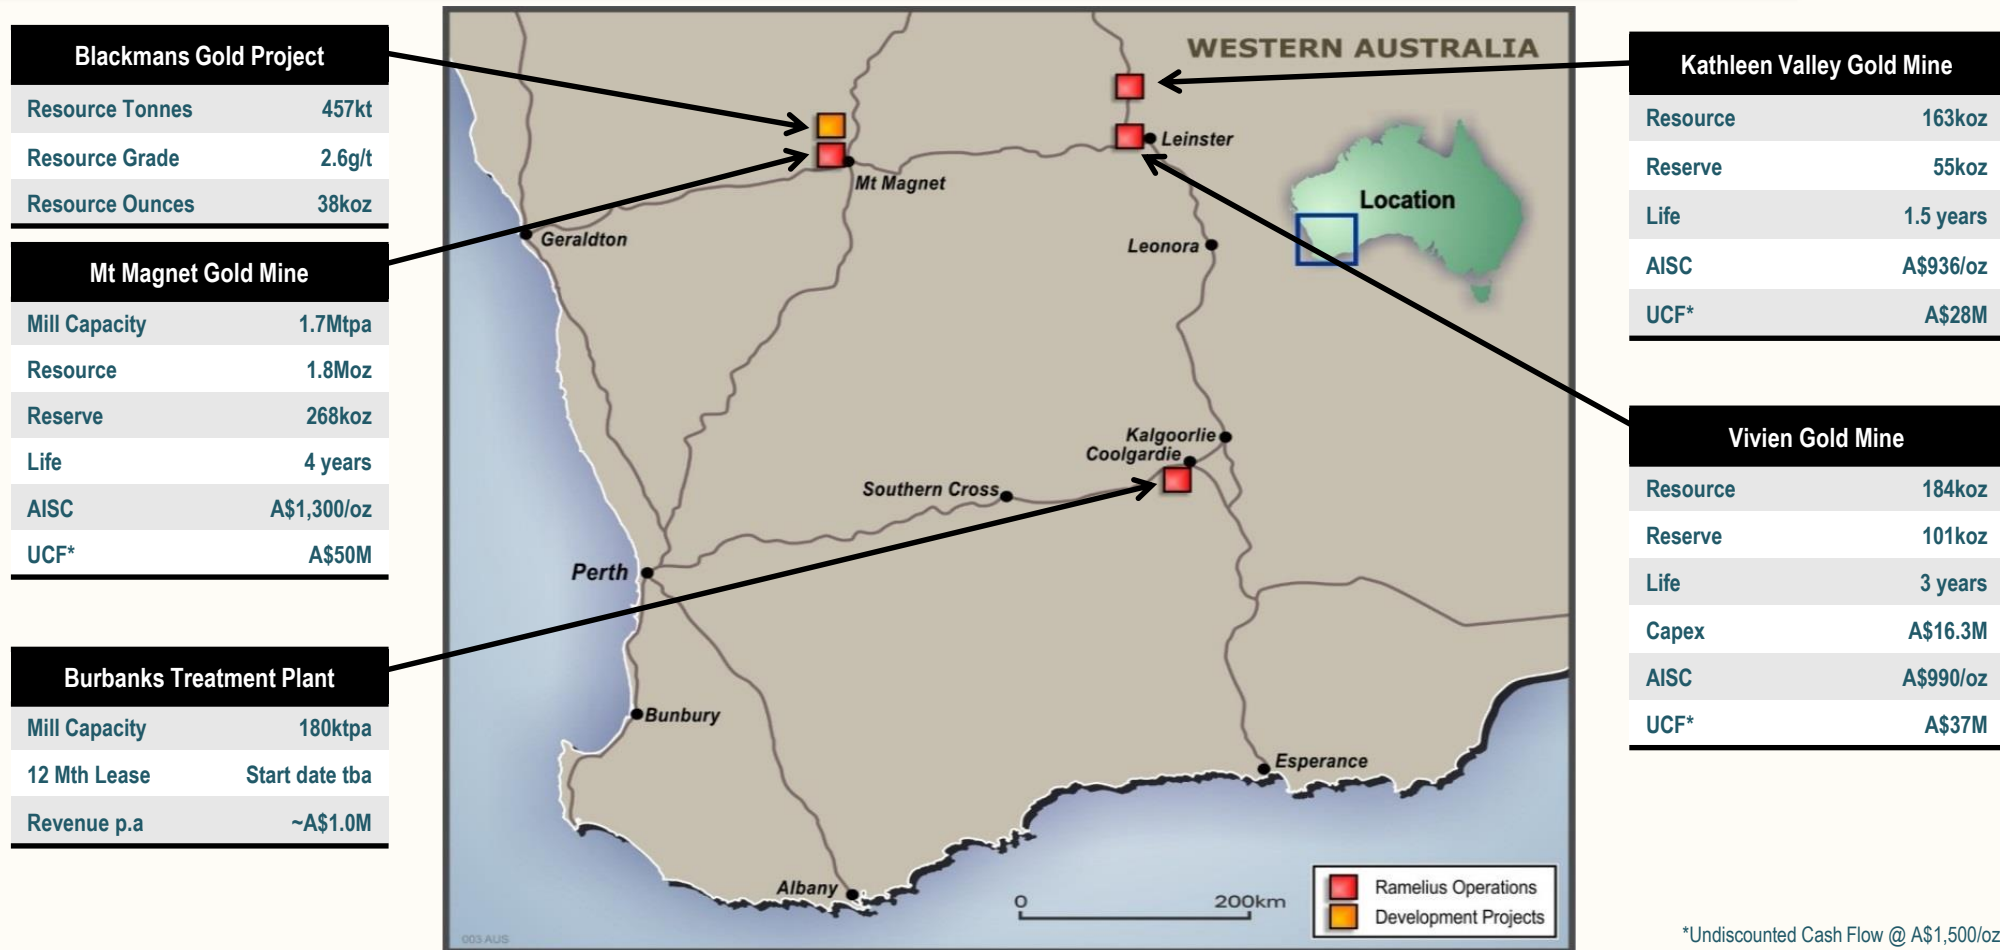 Blackmans Gold Project
Resource Tonnes 457kt
Resource Grade 2.6g/t
Resource Ounces 38koz
Mt Magnet Gold Mine
Mill Capacity 1.7Mtpa
Resource 1.8Moz
Reserve 268koz
Life 4 years
AISC A$1,300/oz
UCF* A$50M
Burbanks Treatment Plant
Mill Capacity 180ktpa
12 Mth Lease Start date tba
Revenue p.a ~A$1.0M
WESTERN AUSTRALIA
Leinster
Mt Magnet
Location
Geraldton
Leonora
Kalgoorlie
Coolgardie
Southern Cross
Perth
Bunbury
Esperance
Albany
0 200km
Ramelius Operations
Development Projects
003 AUS
Kathleen Valley Gold Mine
Resource 163koz
Reserve 55koz
Life 1.5 years
AISC A$936/oz
UCF* A$28M
Vivien Gold Mine
Resource 184koz
Reserve 101koz
Life 3 years
Capex A$16.3M
AISC A$990/oz
UCF* A$37M
*Undiscounted Cash Flow @ A$1,500/oz